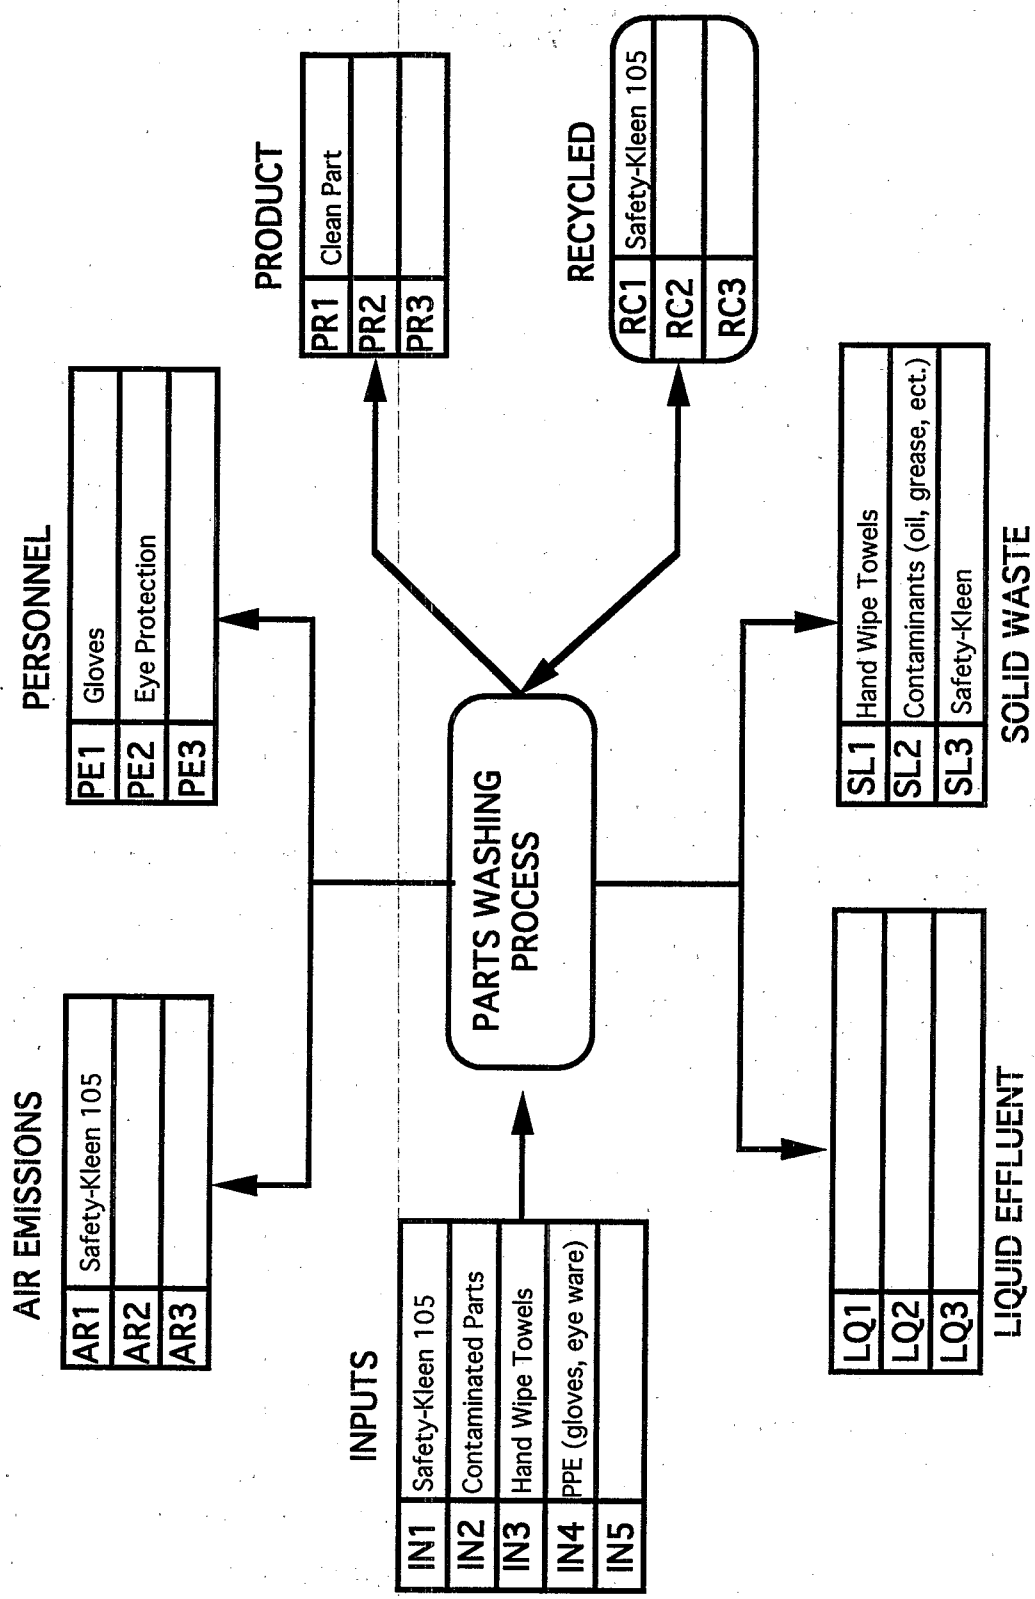 AIR EMISSIONS
AR1 Safety-Kleen 105
AR2
AR3
PERSONNEL
PE1 Gloves
PE2 Eye Protection
PE3
INPUTS
IN1 Safety-Kleen 105
IN2 Contaminated Parts
IN3 Hand Wipe Towels
IN4 PPE (gloves, eye ware)
IN5
PARTS WASHING
PROCESS
PRODUCT
PR1 Clean Part
PR2
PR3
RECYCLED
RC1 Safety-Kleen 105
RC2
RC3
LQ1
LQ2
LQ3
LIQUID EFFLUENT
SL1 Hand Wipe Towels
SL2 Contaminants (oil, grease, ect.)
SL3 Safety-Kleen
SOLID WASTE